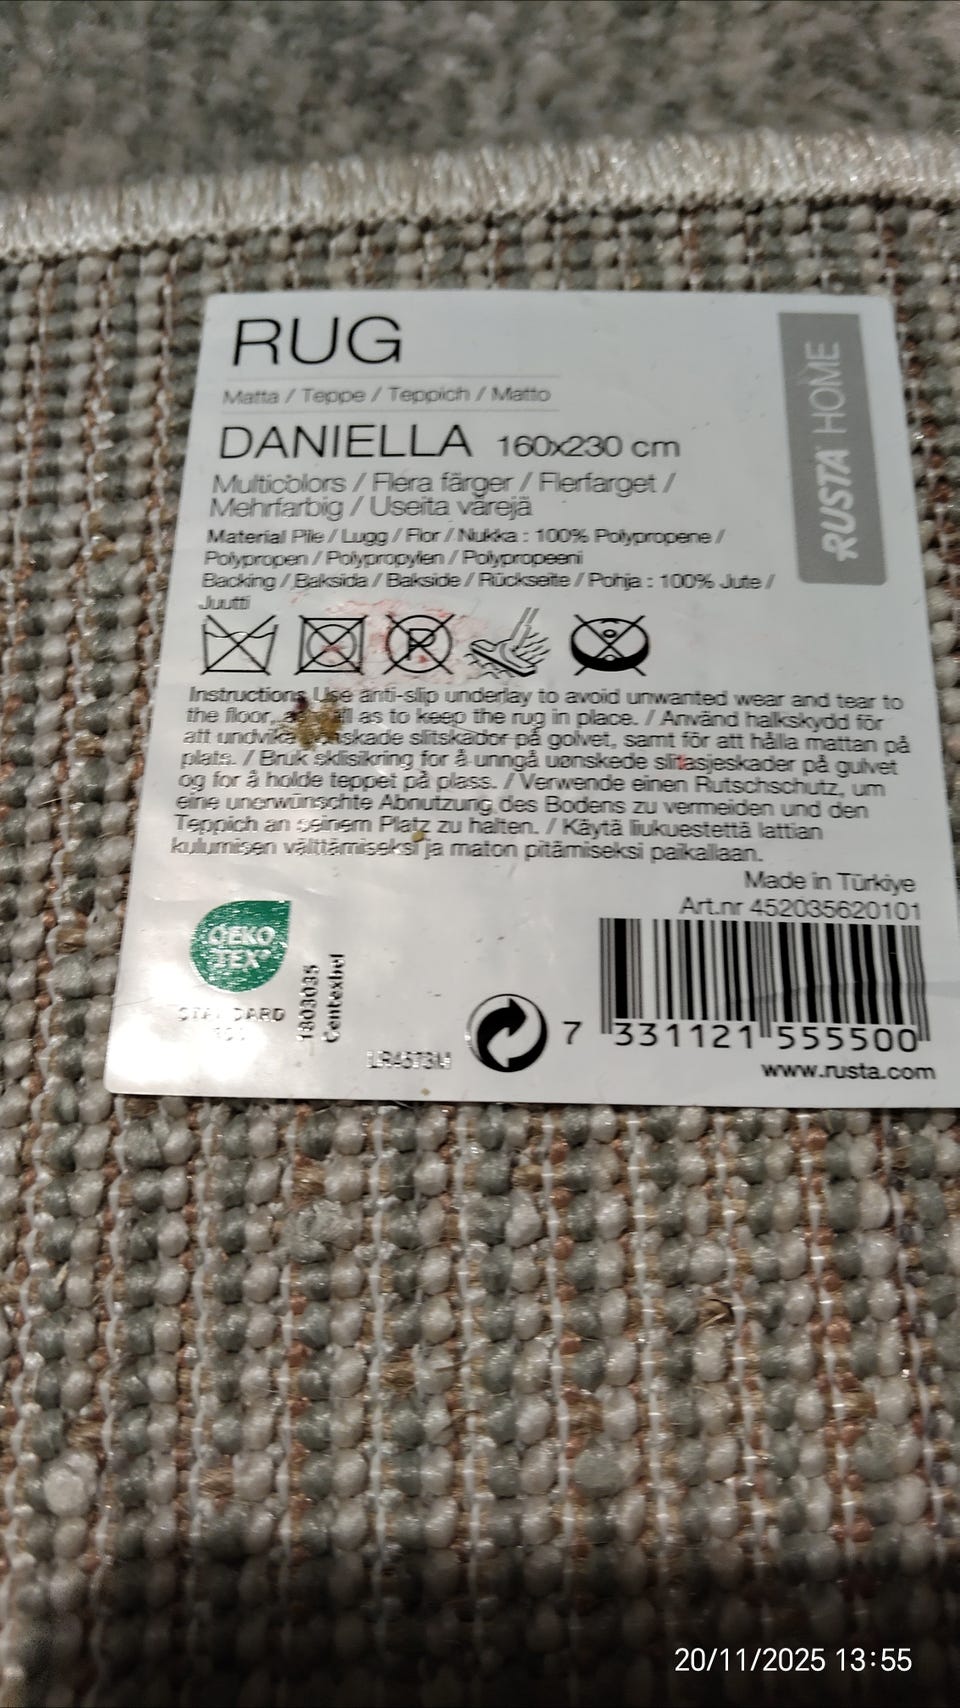 RUG
Matta / Teppe / Teppich / Matto
DANIELLA 160x230 cm
Multicolors / Flera färger / Flerfarget /
Mehrfarbig / Useita värejä
Material Pile / Lugg / Flor / Nukka : 100% Polypropene /
Polypropen / Polypropylen / Polypropeeni
Backing / Baksida / Bakside / Rückseite / Pohja : 100% Jute /
Juutti
P
Instructions Use anti-slip underlay to avoid unwanted wear and tear to
the floor, as well as to keep the rug in place. / Använd halkskydd för
att undvika slitskador på golvet, samt för att hålla mattan på
plats. / Bruk sklisikring for å unngå uønskede slitasjeskader på gulvet
og for å holde teppet på plass. / Verwende einen Rutschschutz, um
eine unerwünschte Abnutzung des Bodens zu vermeiden und den
Teppich an seinem Platz zu halten. / Käytä liukuestettä lattian
kulumisen välttämiseksi ja maton pitämiseksi paikallaan.
Made in Türkiye
Art.nr 452035620101
7 331121 555500
www.rusta.com
OEKO
TEX®
STANDARD
100
Centexbel
RUSTA HOME
20/11/2025 13:55